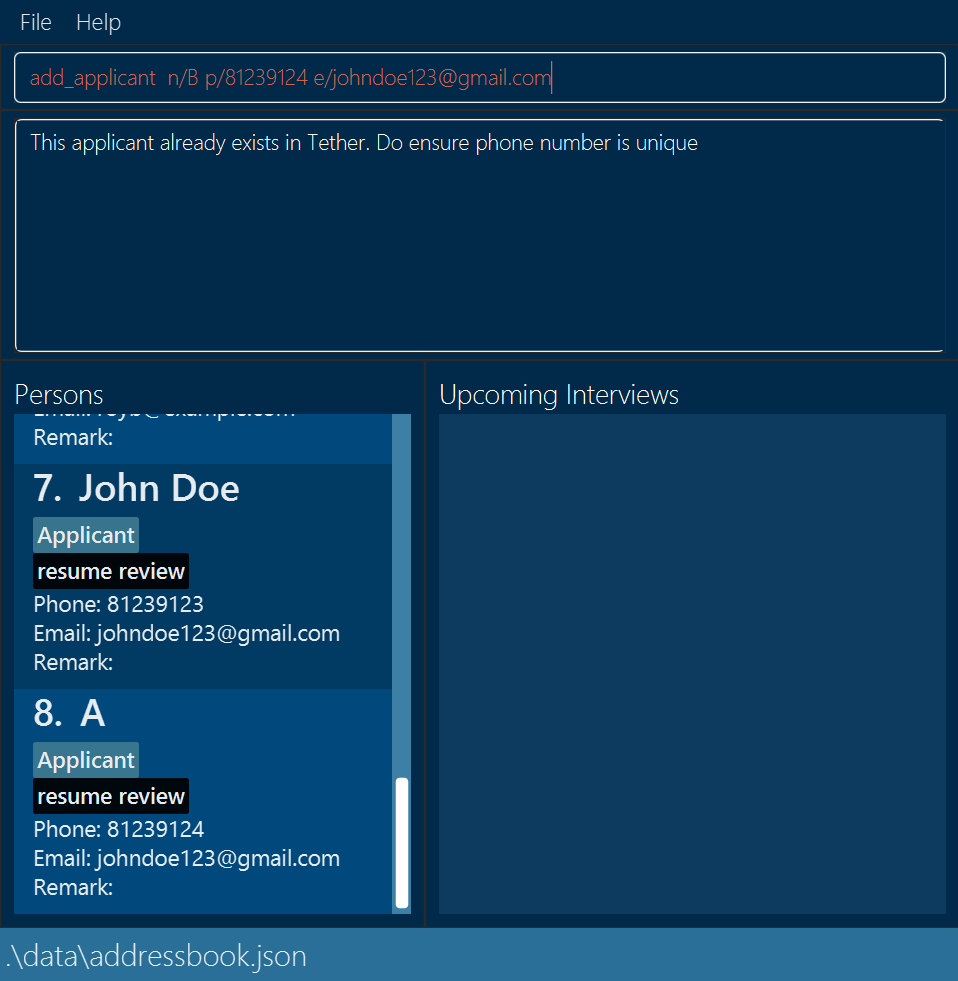 File Help
add_applicant  n/B p/81239124 e/johndoe123@gmail.com
This applicant already exists in Tether. Do ensure phone number is unique
Persons
Upcoming Interviews
Remark:
7. John Doe
Applicant
resume review
Phone: 81239123
Email: johndoe123@gmail.com
Remark:
8. A
Applicant
resume review
Phone: 81239124
Email: johndoe123@gmail.com
Remark:
.\data\addressbook.json